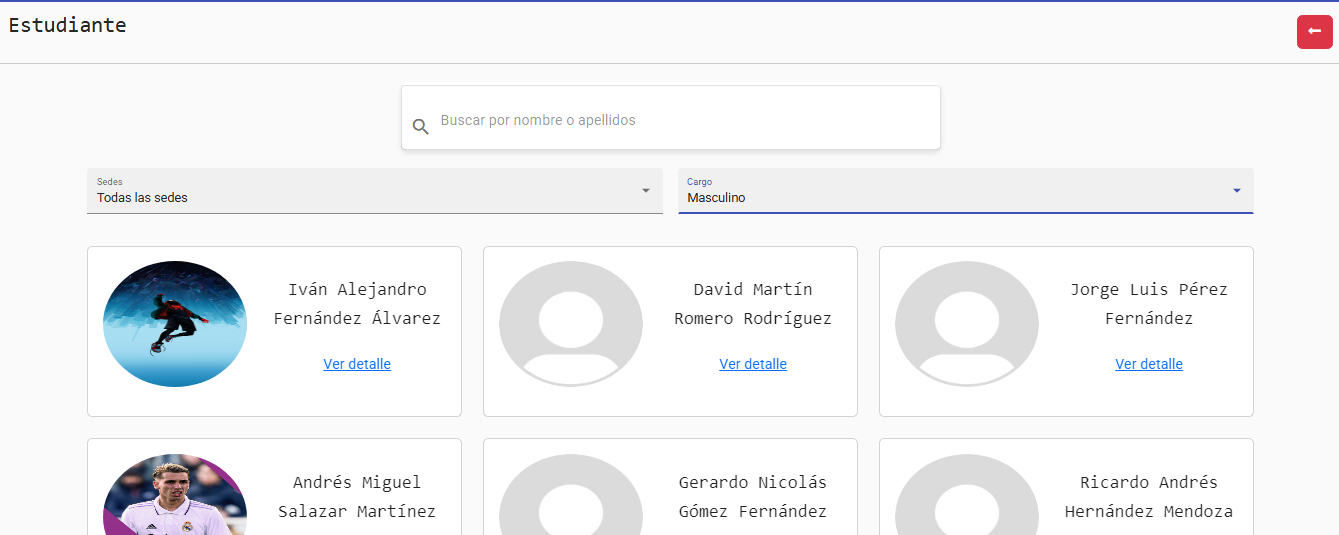 Estudiante
Buscar por nombre o apellidos
Sedes
Todas las sedes
Cargo
Masculino
Iván Alejandro
Fernández Álvarez
Ver detalle
David Martín
Romero Rodríguez
Ver detalle
Jorge Luis Pérez
Fernández
Ver detalle
Andrés Miguel
Salazar Martínez
Gerardo Nicolás
Gómez Fernández
Ricardo Andrés
Hernández Mendoza